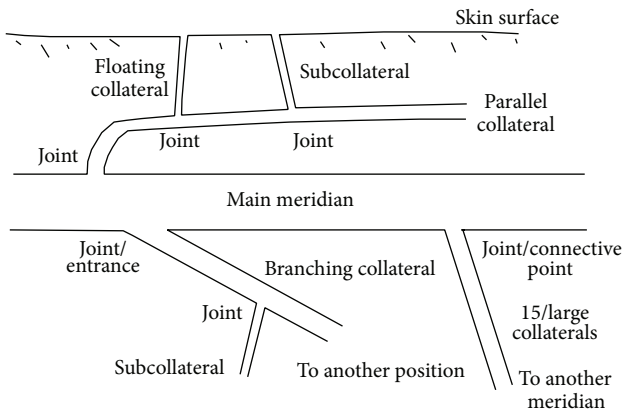 Skin surface
Floating
collateral
Subcollateral
Parallel
collateral
Joint
Joint
Joint
Main meridian
Joint/
entrance
Branching collateral
Joint/connective
point
Joint
15/large
collaterals
Subcollateral
To another position
To another
meridian